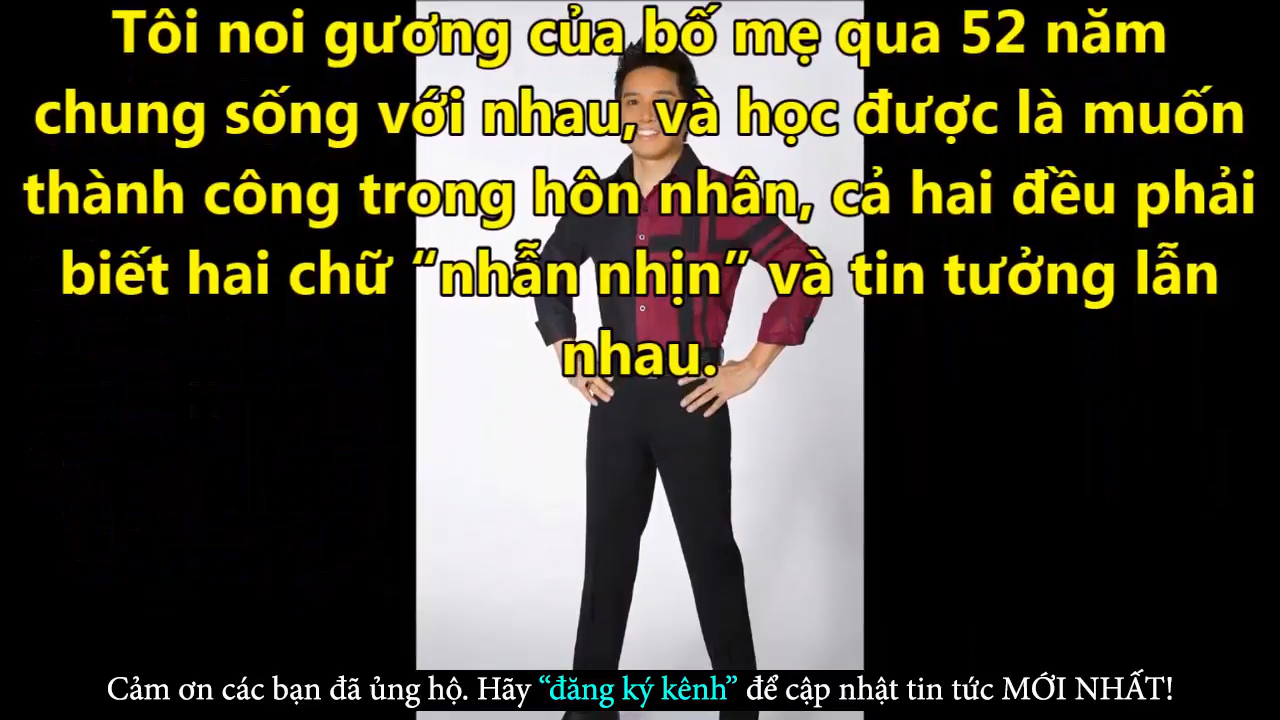 Tôi noi gương của bố mẹ qua 52 năm
chung sống với nhau, và học được là muốn
thành công trong hôn nhân, cả hai đều phải
biết hai chữ “nhẫn nhịn” và tin tưởng lẫn
nhau.
Cảm ơn các bạn đã ủng hộ. Hãy “đăng ký kênh” để cập nhật tin tức MỚI NHẤT!